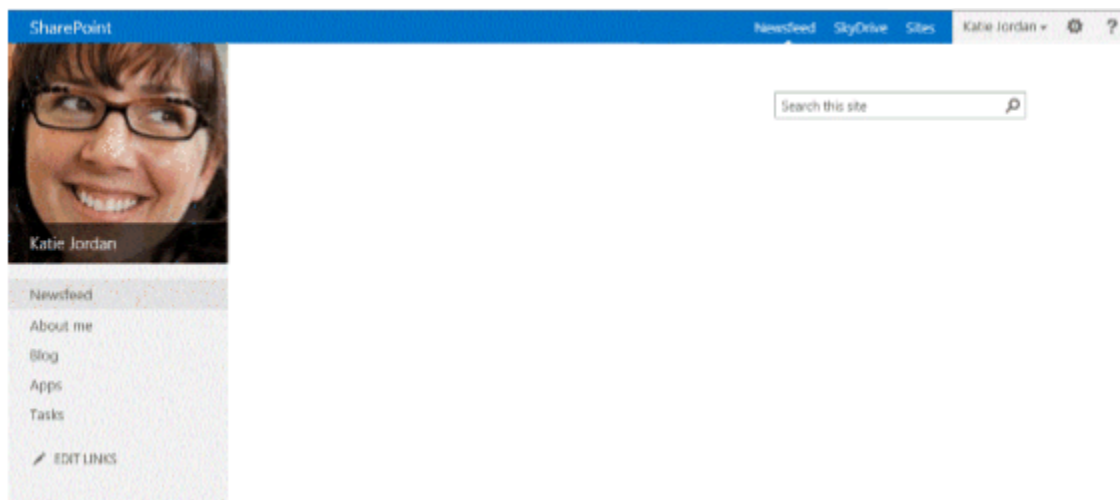 SharePoint
Newsfeed SkyDrive Sites Katie Jordan ?
Search this site
Katie Jordan
Newsfeed
About me
Blog
Apps
Tasks
EDIT LINKS